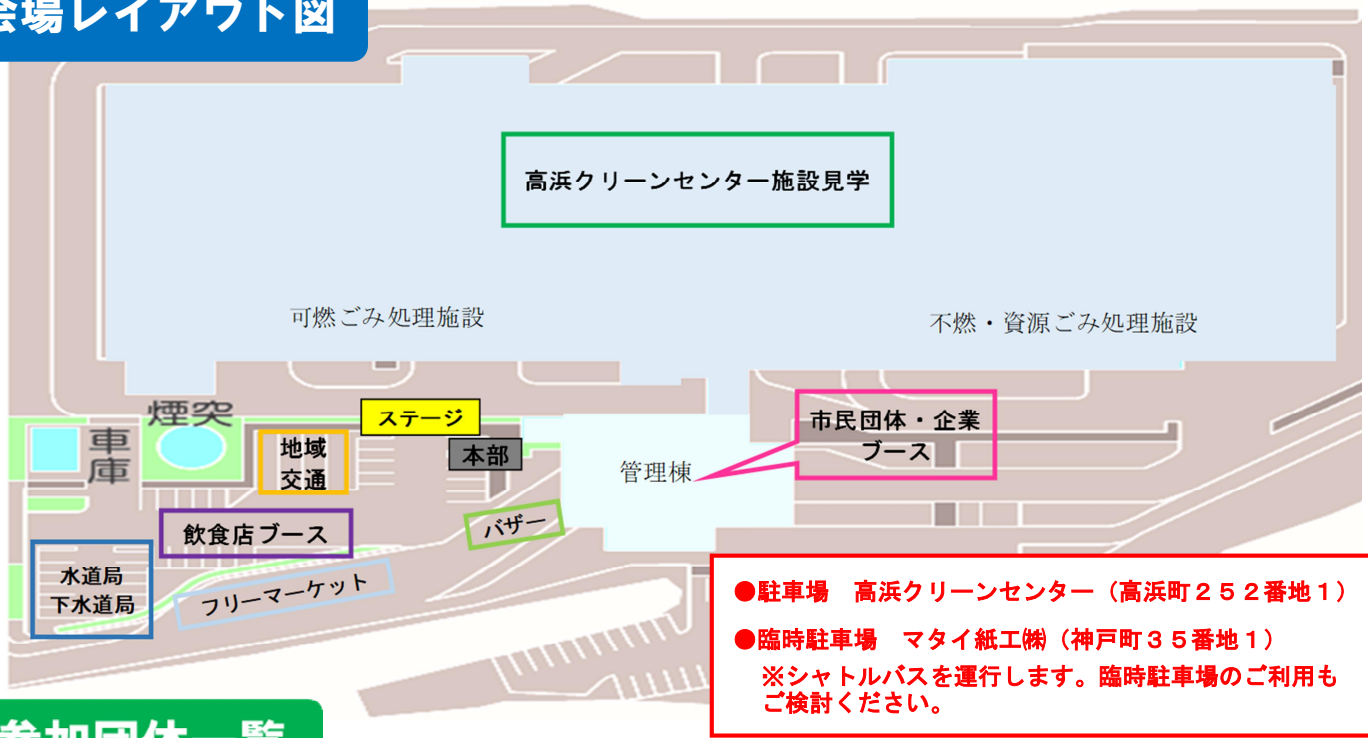 会場レイアウト図
高浜クリーンセンター施設見学
可燃ごみ処理施設
不燃・資源ごみ処理施設
煙突
車庫
ステージ
地域
交通
本部
管理棟
市民団体・企業
ブース
飲食店ブース
バザー
水道局
下水道局
フリーマーケット
●駐車場　高浜クリーンセンター（高浜町２５２番地１）
●臨時駐車場　マタイ紙工㈱（神戸町３５番地１）
※シャトルバスを運行します。臨時駐車場のご利用も
ご検討ください。
参加団体一覧